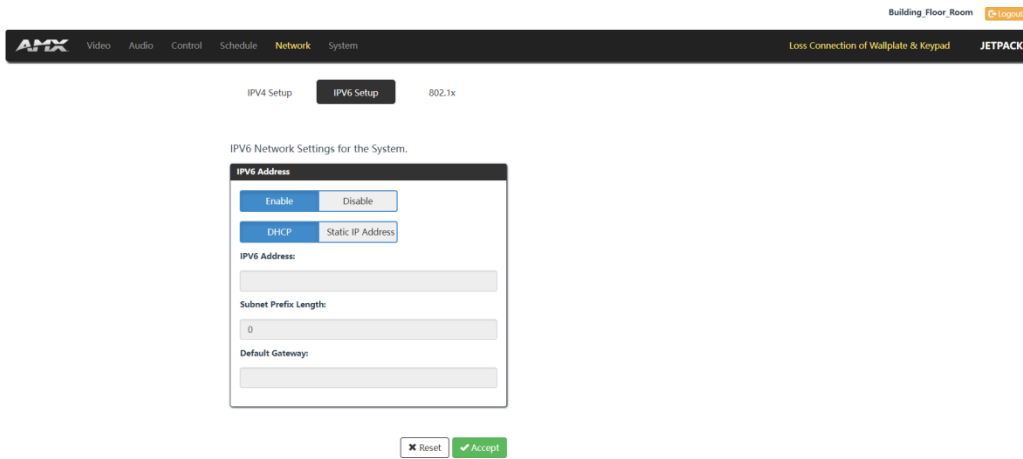 Building_Floor_Room Logout
AMX Video Audio Control Schedule Network System Loss Connection of Wallplate & Keypad JETPACK
IPV4 Setup IPV6 Setup 802.1x
IPV6 Network Settings for the System.
IPV6 Address
Enable Disable
DHCP Static IP Address
IPV6 Address:
Subnet Prefix Length:
0
Default Gateway:
Reset Accept